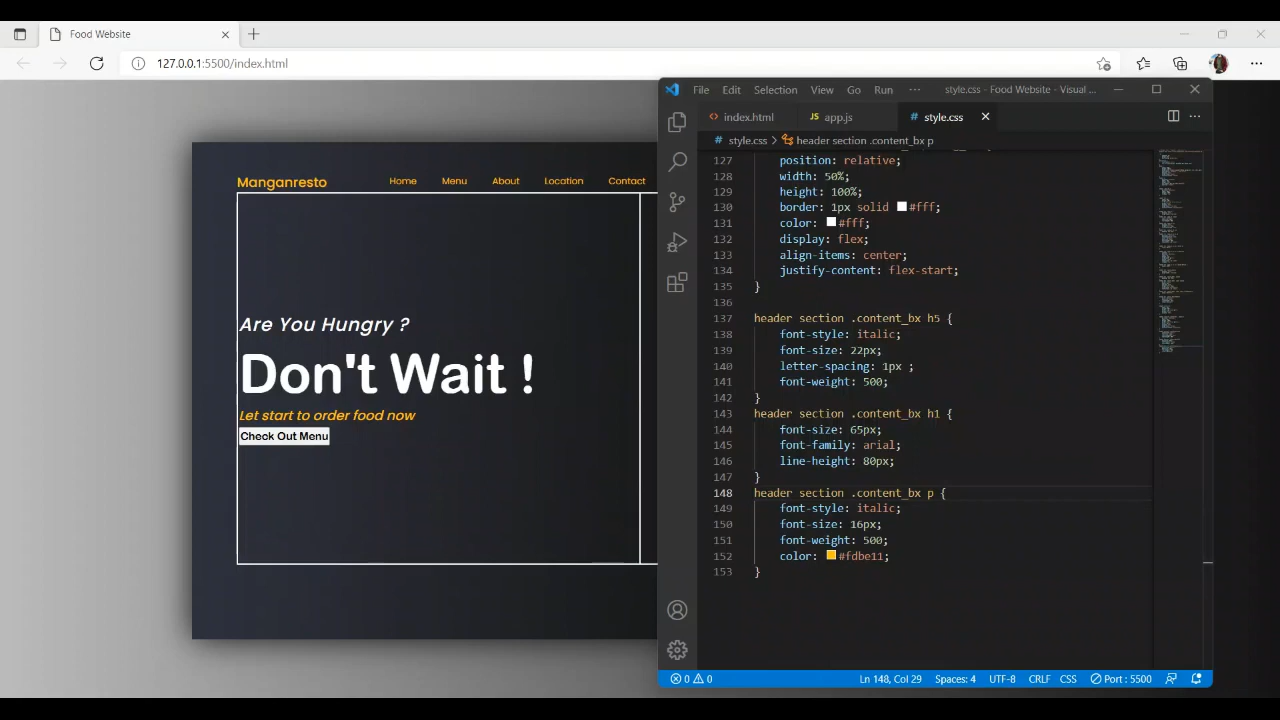 Food Website
127.0.0.1:5500/index.html
File Edit Selection View Go Run ··· style.css - Food Website - Visual ...
index.html app.js # style.css
# style.css > header section .content_bx p
Manganresto Home Menu About Location Contact
Are You Hungry ?
Don't Wait !
Let start to order food now
Check Out Menu
127 position: relative;
128 width: 50%;
129 height: 100%;
130 border: 1px solid #fff;
131 color: #fff;
132 display: flex;
133 align-items: center;
134 justify-content: flex-start;
135 }
136
137 header section .content_bx h5 {
138 font-style: italic;
139 font-size: 22px;
140 letter-spacing: 1px ;
141 font-weight: 500;
142 }
143 header section .content_bx h1 {
144 font-size: 65px;
145 font-family: arial;
146 line-height: 80px;
147 }
148 header section .content_bx p {
149 font-style: italic;
150 font-size: 16px;
151 font-weight: 500;
152 color: #fdbe11;
153 }
0 0 Ln 148, Col 29 Spaces: 4 UTF-8 CRLF CSS Port : 5500